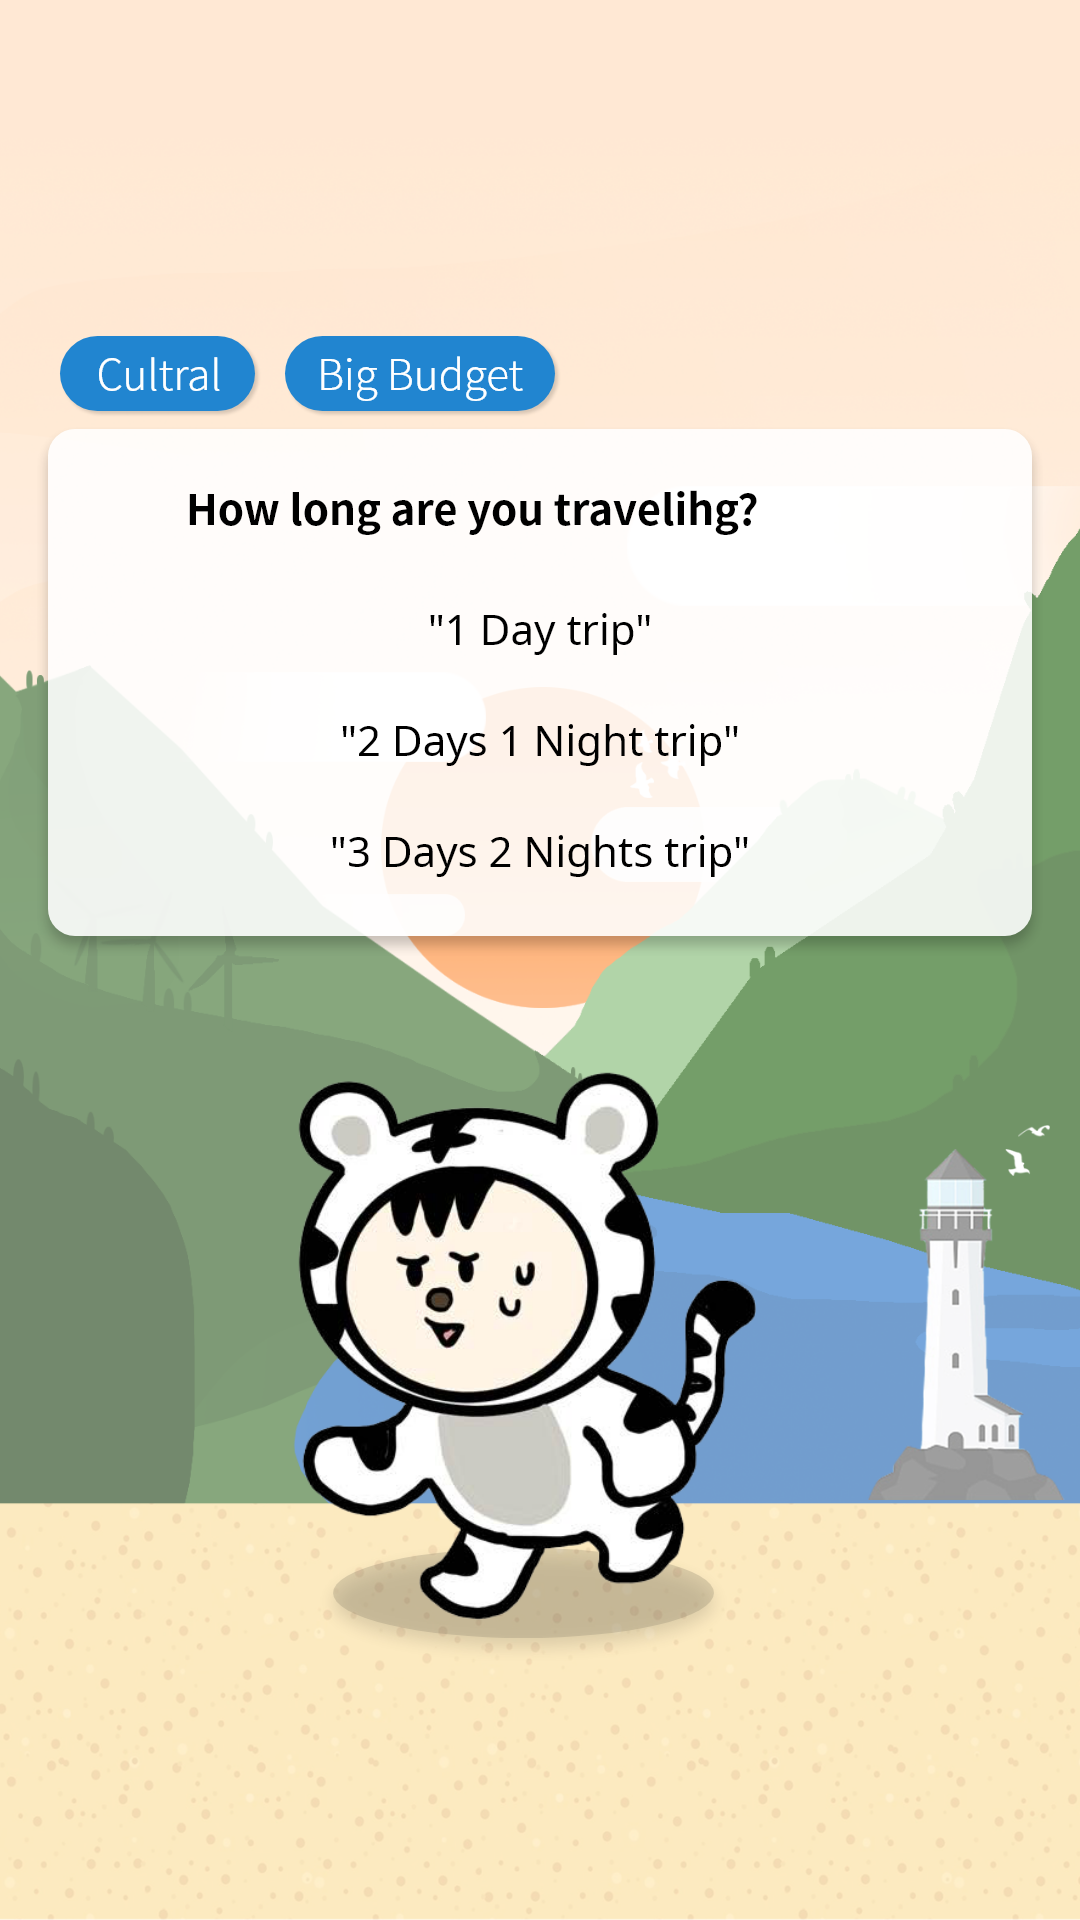 Cultral Big Budget
How long are you travelihg?
"1 Day trip"
"2 Days 1 Night trip"
"3 Days 2 Nights trip"